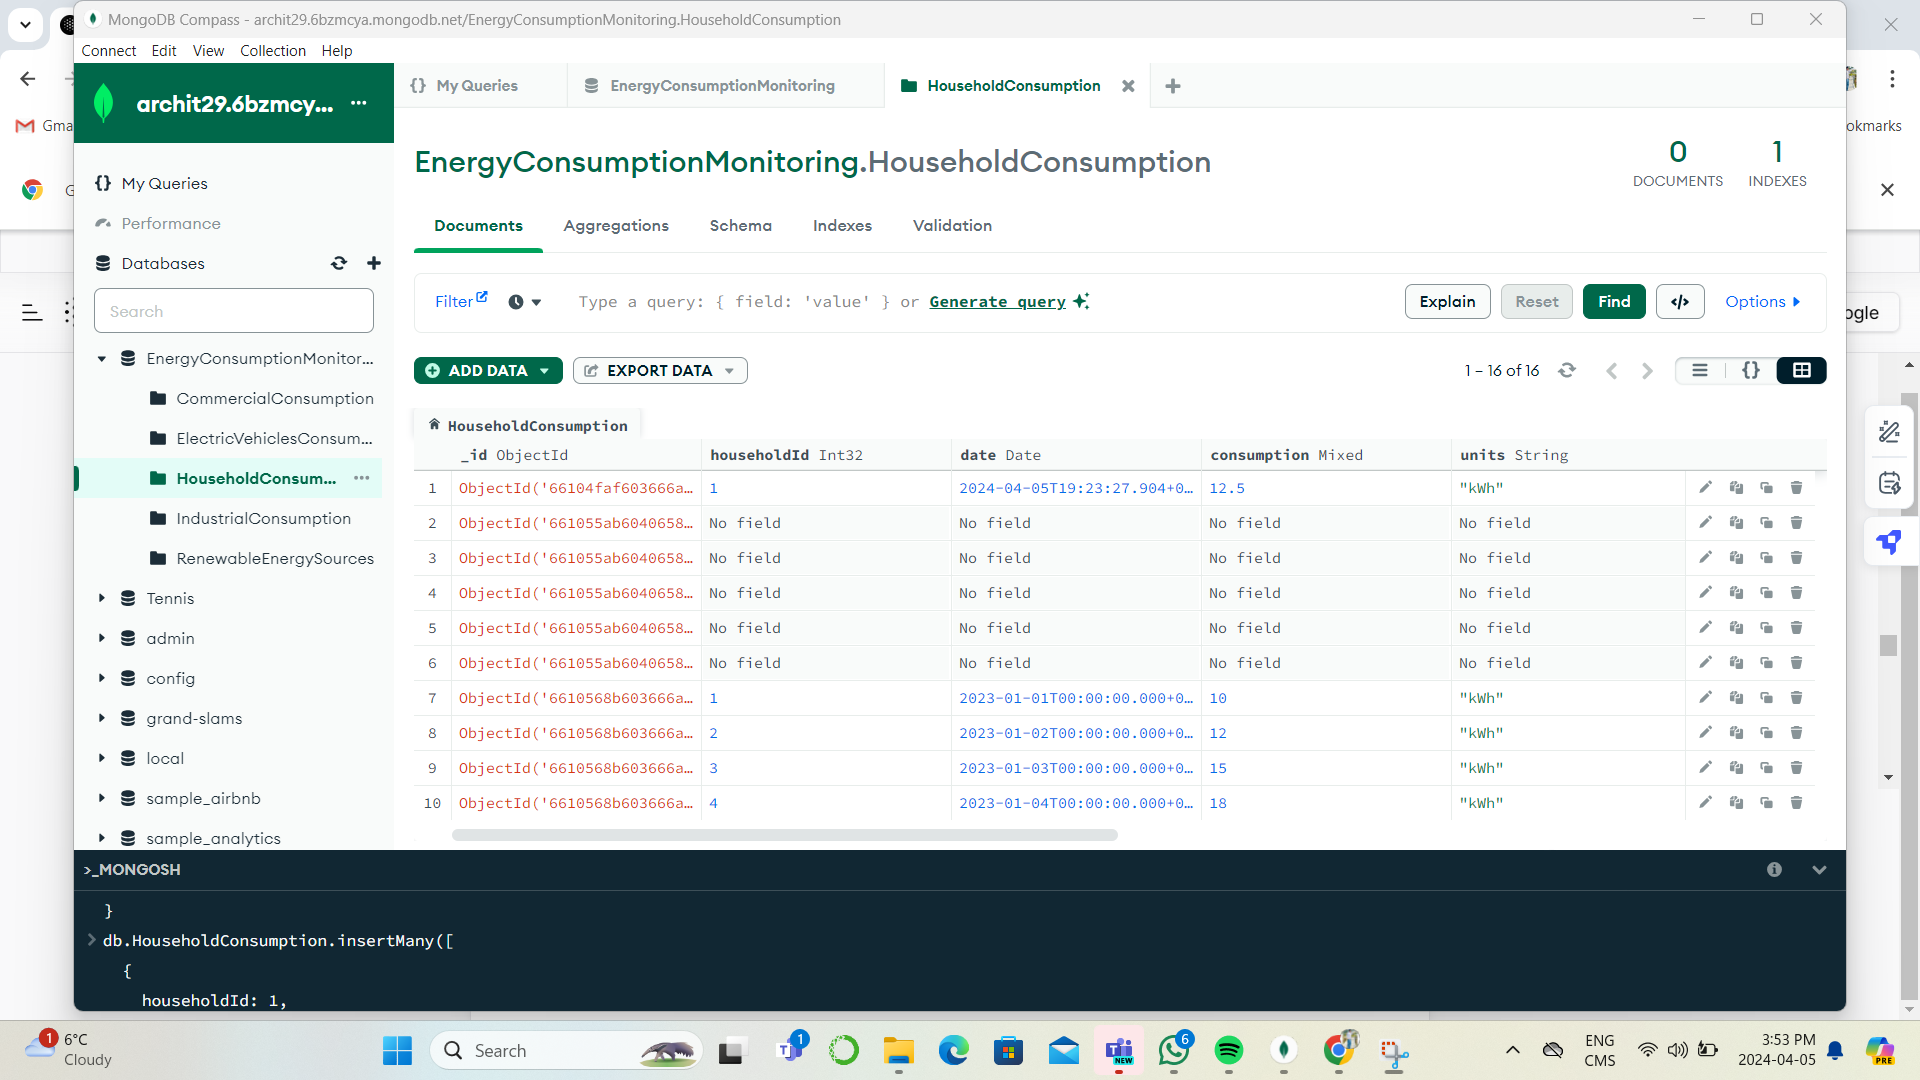 MongoDB Compass - archit29.6bzmcya.mongodb.net/EnergyConsumptionMonitoring.HouseholdConsumption
Connect Edit View Collection Help
archit29.6bzmcy... ...
{} My Queries EnergyConsumptionMonitoring HouseholdConsumption
Gma
okmarks
ogle
EnergyConsumptionMonitoring.HouseholdConsumption
0 DOCUMENTS
1 INDEXES
{} My Queries
Performance
Databases
Search
EnergyConsumptionMonitor...
CommercialConsumption
ElectricVehiclesConsum...
HouseholdConsum... ...
IndustrialConsumption
RenewableEnergySources
Tennis
admin
config
grand-slams
local
sample_airbnb
sample_analytics
Documents Aggregations Schema Indexes Validation
Filter Type a query: { field: 'value' } or Generate query Explain Reset Find </> Options
ADD DATA EXPORT DATA 1 – 16 of 16 {}
HouseholdConsumption
_id ObjectId householdId Int32 date Date consumption Mixed units String
1 ObjectId('66104faf603666a... 1 2024-04-05T19:23:27.904+0... 12.5 "kWh"
2 ObjectId('661055ab6040658... No field No field No field No field
3 ObjectId('661055ab6040658... No field No field No field No field
4 ObjectId('661055ab6040658... No field No field No field No field
5 ObjectId('661055ab6040658... No field No field No field No field
6 ObjectId('661055ab6040658... No field No field No field No field
7 ObjectId('6610568b603666a... 1 2023-01-01T00:00:00.000+0... 10 "kWh"
8 ObjectId('6610568b603666a... 2 2023-01-02T00:00:00.000+0... 12 "kWh"
9 ObjectId('6610568b603666a... 3 2023-01-03T00:00:00.000+0... 15 "kWh"
10 ObjectId('6610568b603666a... 4 2023-01-04T00:00:00.000+0... 18 "kWh"
>_MONGOSH
}
> db.HouseholdConsumption.insertMany([
{
householdId: 1,
1 6°C
Cloudy
Search
1
NEW
6
ENG
CMS
3:53 PM
2024-04-05
PRE